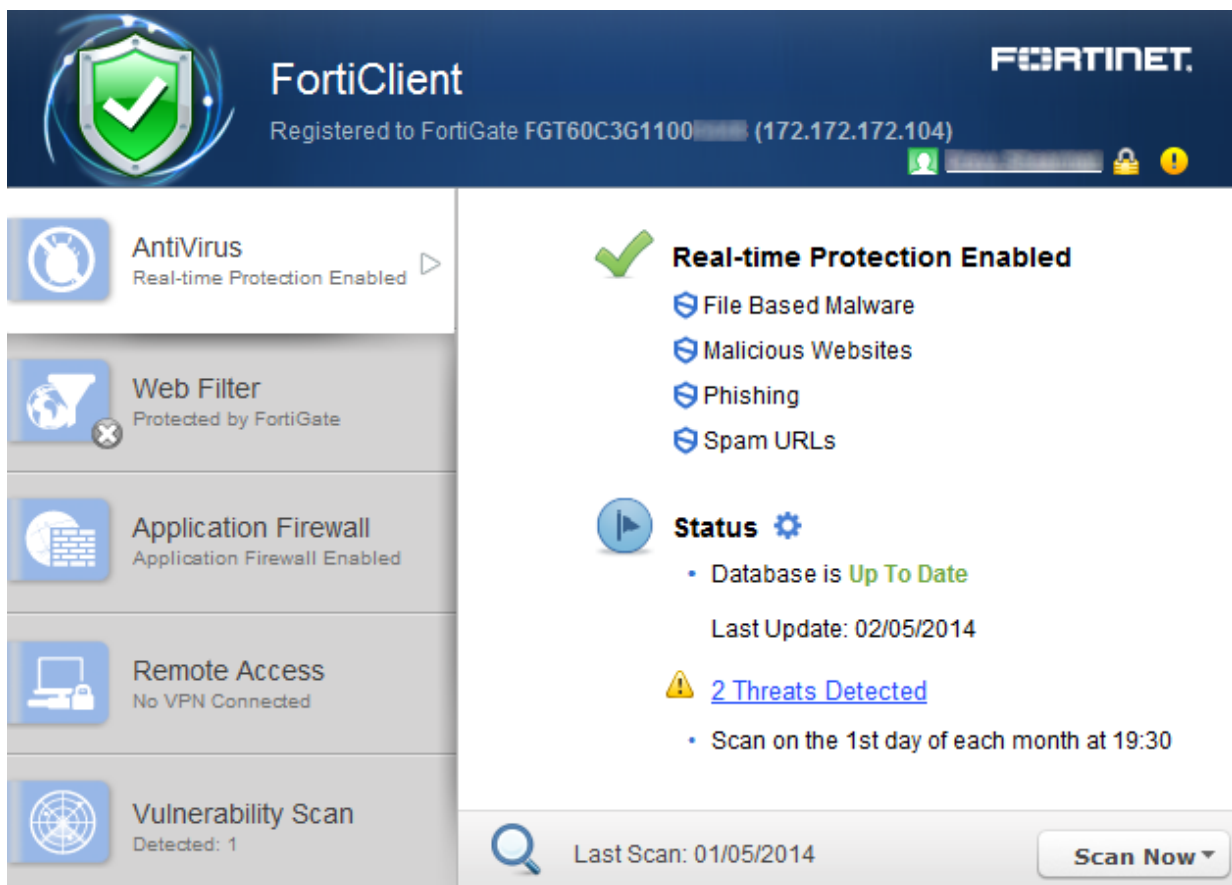 FortiClient
FORTINET.
Registered to FortiGate FGT60C3G1100 (172.172.172.104)
AntiVirus
Real-time Protection Enabled
Web Filter
Protected by FortiGate
Application Firewall
Application Firewall Enabled
Remote Access
No VPN Connected
Vulnerability Scan
Detected: 1
Real-time Protection Enabled
File Based Malware
Malicious Websites
Phishing
Spam URLs
Status
• Database is Up To Date
Last Update: 02/05/2014
2 Threats Detected
• Scan on the 1st day of each month at 19:30
Last Scan: 01/05/2014
Scan Now